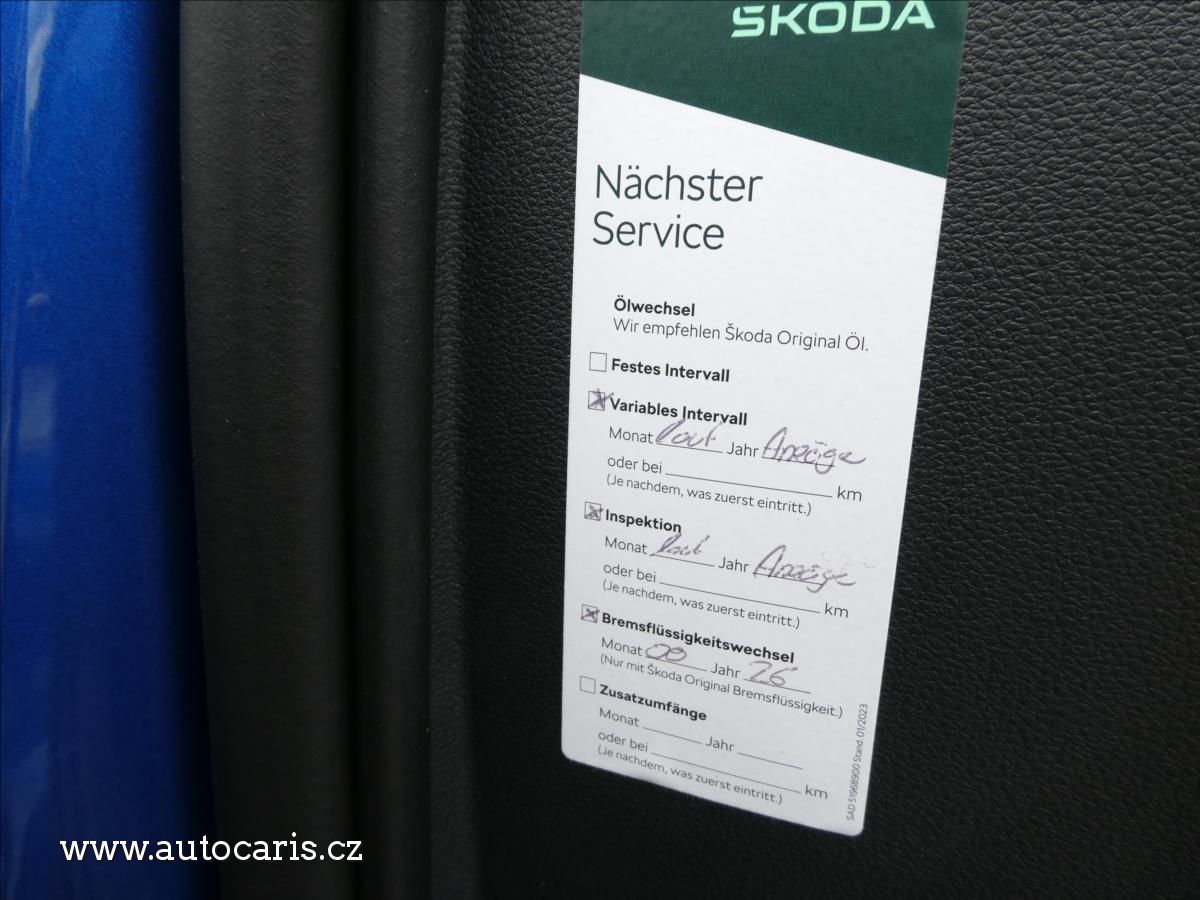 ŠKODA
Nächster
Service
Ölwechsel
Wir empfehlen Škoda Original Öl.
Festes Intervall
Variables Intervall
Monat laut Jahr Anzeige
oder bei km
(Je nachdem, was zuerst eintritt.)
Inspektion
Monat laut Jahr Anzeige
oder bei km
(Je nachdem, was zuerst eintritt.)
Bremsflüssigkeitswechsel
Monat Jahr 26
(Nur mit Škoda Original Bremsflüssigkeit.)
Zusatzumfänge
Monat Jahr
oder bei km
(Je nachdem, was zuerst eintritt.)
SAD 51968900 Stand: 01/2023
www.autocaris.cz